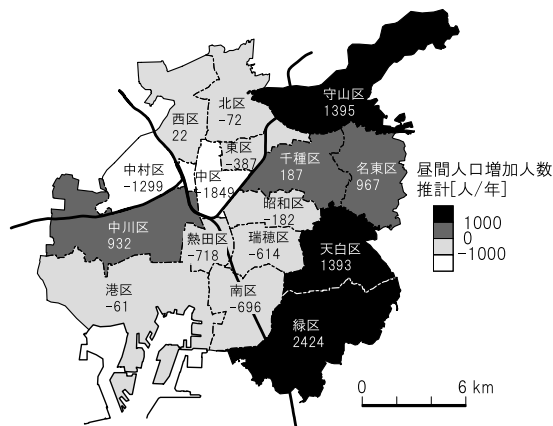 守山区
1395
北区
-72
西区
22
東区
-387
千種区
187
名東区
967
中村区
-1299
中区
-1849
昭和区
-182
中川区
932
熱田区
-718
瑞穂区
-614
天白区
1393
港区
-61
南区
-696
緑区
2424
昼間人口増加人数
推計[人/年]
1000
0
-1000
0 6 km